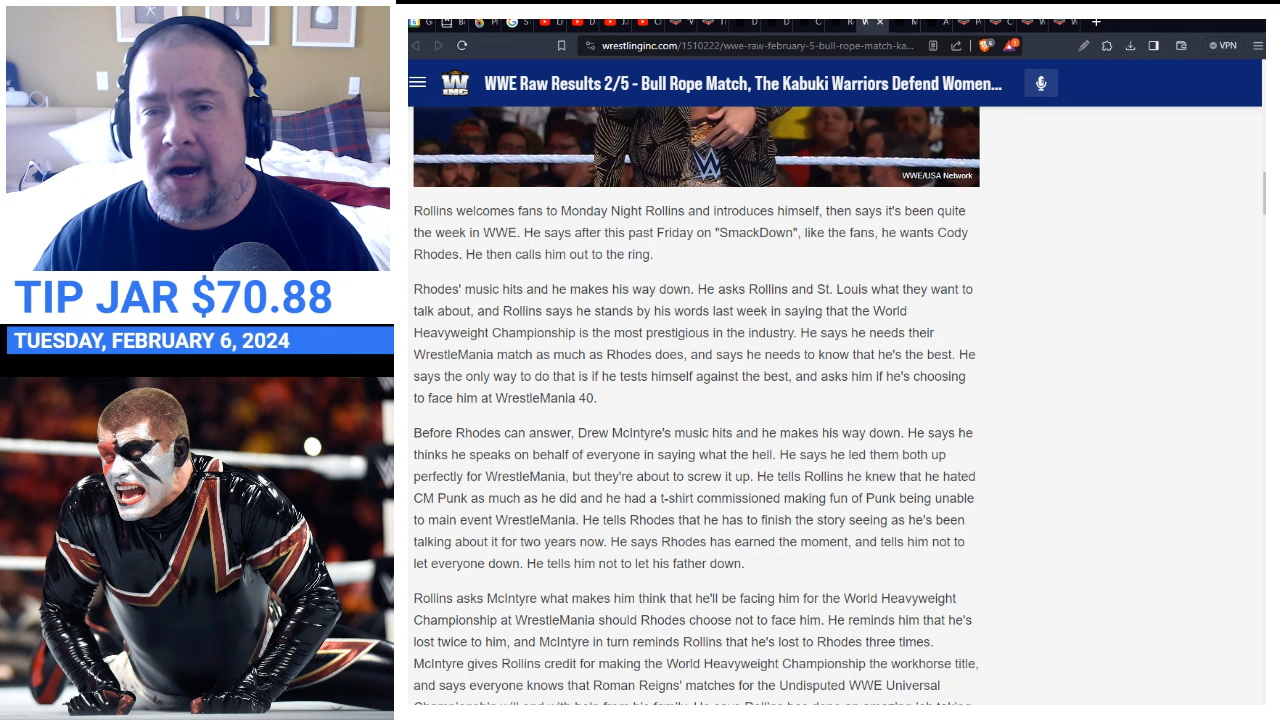 TIP JAR $70.88
TUESDAY, FEBRUARY 6, 2024
wrestlinginc.com/1510222/wwe-raw-february-5-bull-rope-match-ka...
VPN
W
ING
WWE Raw Results 2/5 - Bull Rope Match, The Kabuki Warriors Defend Women...
WWE/USA Network
Rollins welcomes fans to Monday Night Rollins and introduces himself, then says it's been quite
the week in WWE. He says after this past Friday on "SmackDown", like the fans, he wants Cody
Rhodes. He then calls him out to the ring.
Rhodes' music hits and he makes his way down. He asks Rollins and St. Louis what they want to
talk about, and Rollins says he stands by his words last week in saying that the World
Heavyweight Championship is the most prestigious in the industry. He says he needs their
WrestleMania match as much as Rhodes does, and says he needs to know that he's the best. He
says the only way to do that is if he tests himself against the best, and asks him if he's choosing
to face him at WrestleMania 40.
Before Rhodes can answer, Drew McIntyre's music hits and he makes his way down. He says he
thinks he speaks on behalf of everyone in saying what the hell. He says he led them both up
perfectly for WrestleMania, but they're about to screw it up. He tells Rollins he knew that he hated
CM Punk as much as he did and he had a t-shirt commissioned making fun of Punk being unable
to main event WrestleMania. He tells Rhodes that he has to finish the story seeing as he's been
talking about it for two years now. He says Rhodes has earned the moment, and tells him not to
let everyone down. He tells him not to let his father down.
Rollins asks McIntyre what makes him think that he'll be facing him for the World Heavyweight
Championship at WrestleMania should Rhodes choose not to face him. He reminds him that he's
lost twice to him, and McIntyre in turn reminds Rollins that he's lost to Rhodes three times.
McIntyre gives Rollins credit for making the World Heavyweight Championship the workhorse title,
and says everyone knows that Roman Reigns' matches for the Undisputed WWE Universal